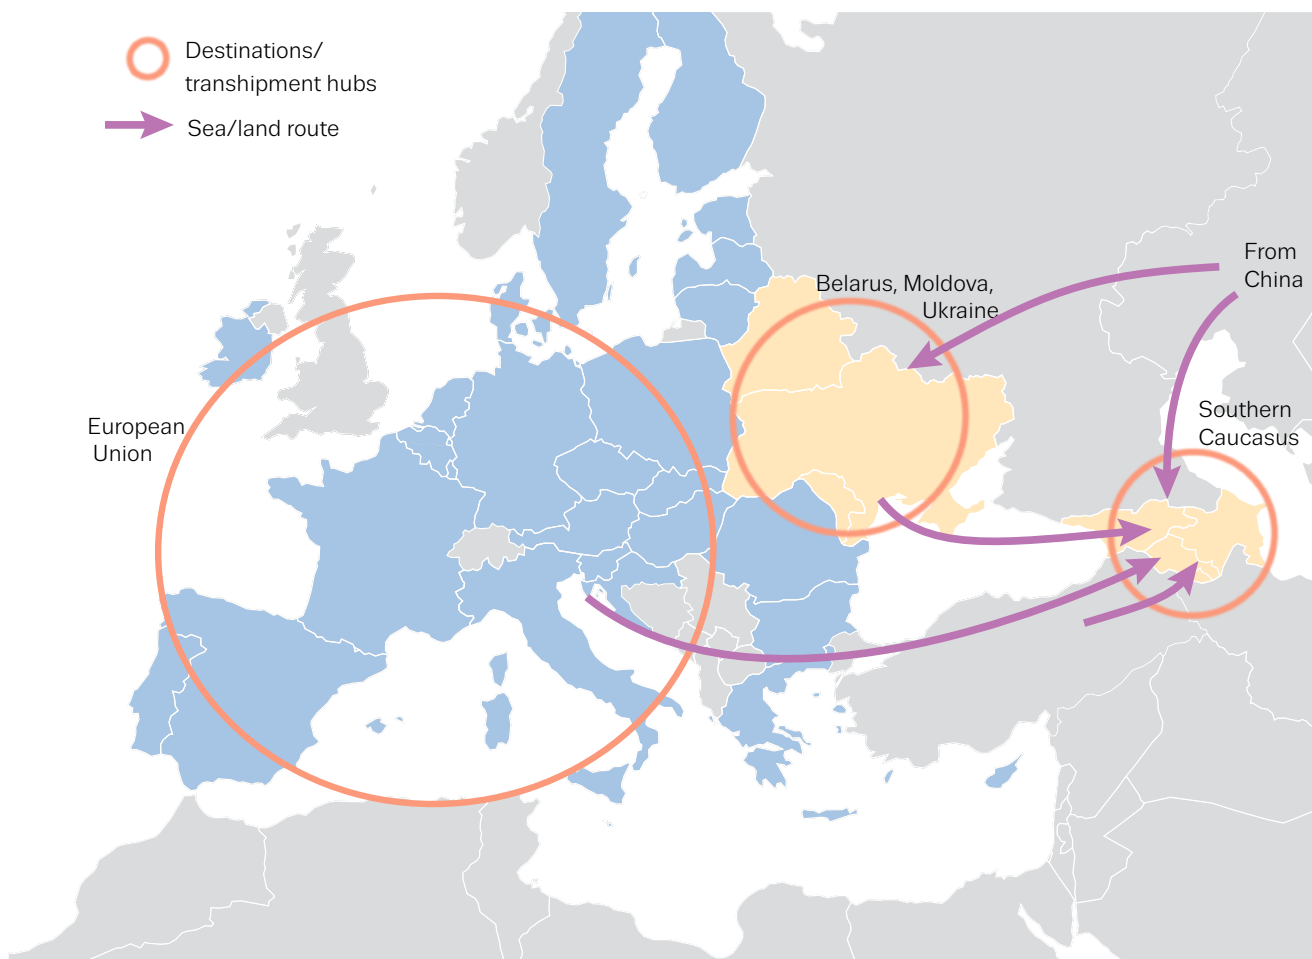 Destinations/
transhipment hubs
Sea/land route
From
China
Belarus, Moldova,
Ukraine
Southern
Caucasus
European
Union